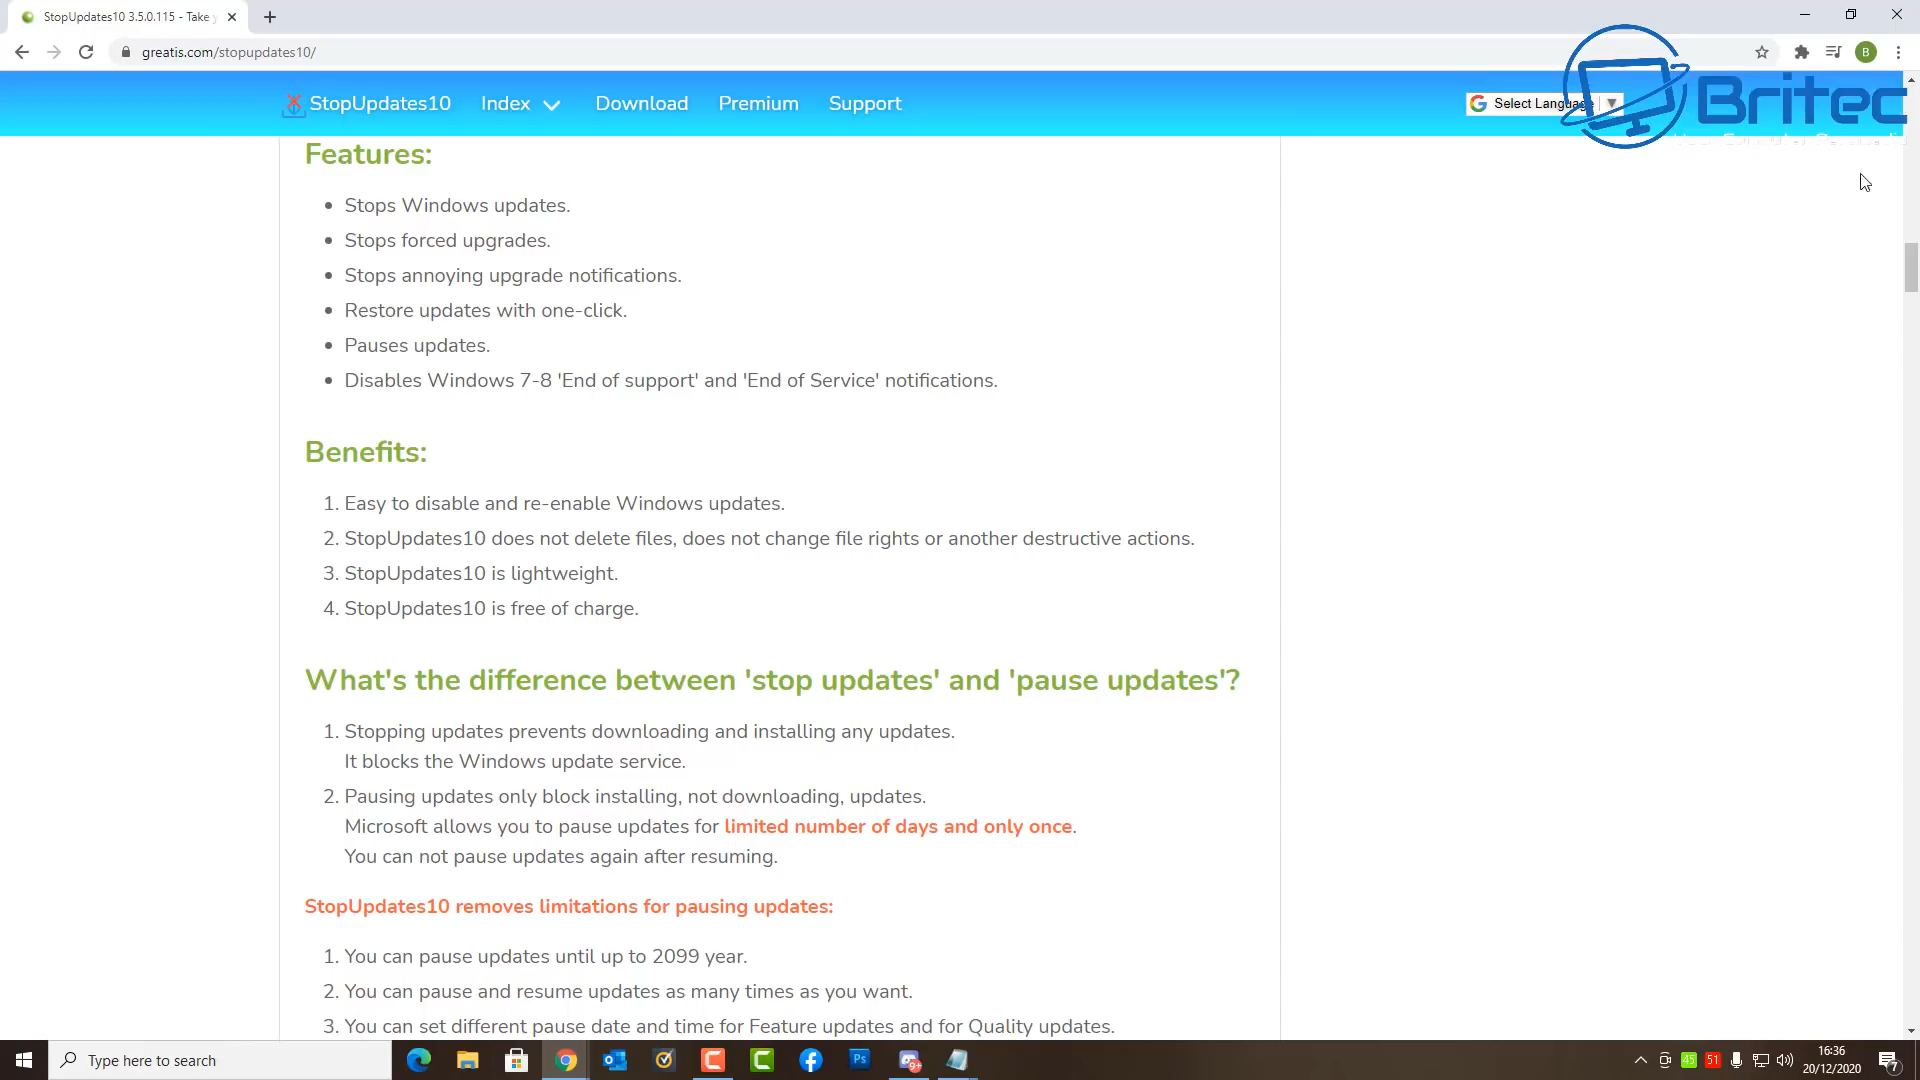 StopUpdates10 3.5.0.115 - Take
greatis.com/stopupdates10/
B
StopUpdates10
Index
Download
Premium
Support
Select Language
Britec
Features:
• Stops Windows updates.
• Stops forced upgrades.
• Stops annoying upgrade notifications.
• Restore updates with one-click.
• Pauses updates.
• Disables Windows 7-8 'End of support' and 'End of Service' notifications.
Benefits:
1. Easy to disable and re-enable Windows updates.
2. StopUpdates10 does not delete files, does not change file rights or another destructive actions.
3. StopUpdates10 is lightweight.
4. StopUpdates10 is free of charge.
What's the difference between 'stop updates' and 'pause updates'?
1. Stopping updates prevents downloading and installing any updates.
It blocks the Windows update service.
2. Pausing updates only block installing, not downloading, updates.
Microsoft allows you to pause updates for limited number of days and only once.
You can not pause updates again after resuming.
StopUpdates10 removes limitations for pausing updates:
1. You can pause updates until up to 2099 year.
2. You can pause and resume updates as many times as you want.
3. You can set different pause date and time for Feature updates and for Quality updates.
Type here to search
Ps
9+
45
51
16:36
20/12/2020
7